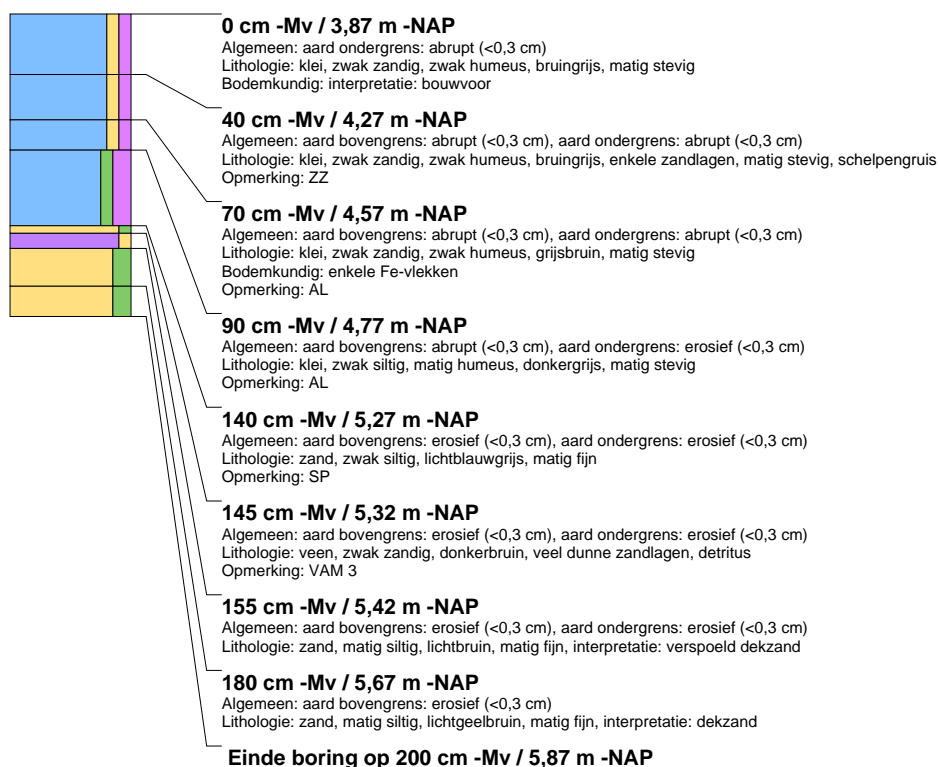 0 cm -Mv / 3,87 m -NAP
Algemeen: aard ondergrens: abrupt (<0,3 cm)
Lithologie: klei, zwak zandig, zwak humeus, bruingrijs, matig stevig
Bodemkundig: interpretatie: bouwvoor
40 cm -Mv / 4,27 m -NAP
Algemeen: aard bovengrens: abrupt (<0,3 cm), aard ondergrens: abrupt (<0,3 cm)
Lithologie: klei, zwak zandig, zwak humeus, bruingrijs, enkele zandlagen, matig stevig, schelpengruis
Opmerking: ZZ
70 cm -Mv / 4,57 m -NAP
Algemeen: aard bovengrens: abrupt (<0,3 cm), aard ondergrens: abrupt (<0,3 cm)
Lithologie: klei, zwak zandig, zwak humeus, grijsbruin, matig stevig
Bodemkundig: enkele Fe-vlekken
Opmerking: AL
90 cm -Mv / 4,77 m -NAP
Algemeen: aard bovengrens: abrupt (<0,3 cm), aard ondergrens: erosief (<0,3 cm)
Lithologie: klei, zwak siltig, matig humeus, donkergrijs, matig stevig
Opmerking: AL
140 cm -Mv / 5,27 m -NAP
Algemeen: aard bovengrens: erosief (<0,3 cm), aard ondergrens: erosief (<0,3 cm)
Lithologie: zand, zwak siltig, lichtblauwgrijs, matig fijn
Opmerking: SP
145 cm -Mv / 5,32 m -NAP
Algemeen: aard bovengrens: erosief (<0,3 cm), aard ondergrens: erosief (<0,3 cm)
Lithologie: veen, zwak zandig, donkerbruin, veel dunne zandlagen, detritus
Opmerking: VAM 3
155 cm -Mv / 5,42 m -NAP
Algemeen: aard bovengrens: erosief (<0,3 cm), aard ondergrens: erosief (<0,3 cm)
Lithologie: zand, matig siltig, lichtbruin, matig fijn, interpretatie: verspoeld dekzand
180 cm -Mv / 5,67 m -NAP
Algemeen: aard bovengrens: erosief (<0,3 cm)
Lithologie: zand, matig siltig, lichtgeelbruin, matig fijn, interpretatie: dekzand
Einde boring op 200 cm -Mv / 5,87 m -NAP